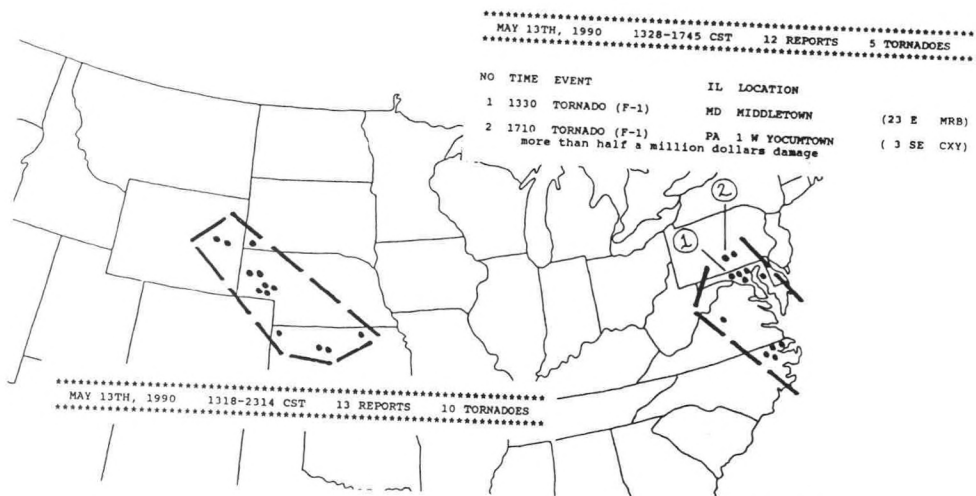 ************************************************************
MAY 13TH, 1990 1328-1745 CST 12 REPORTS 5 TORNADOES
************************************************************
NO TIME EVENT IL LOCATION
1 1330 TORNADO (F-1) MD MIDDLETOWN (23 E MRB)
2 1710 TORNADO (F-1) PA 1 W YOCUMTOWN ( 3 SE CXY)
more than half a million dollars damage
2
1
************************************************************
MAY 13TH, 1990 1318-2314 CST 13 REPORTS 10 TORNADOES
************************************************************